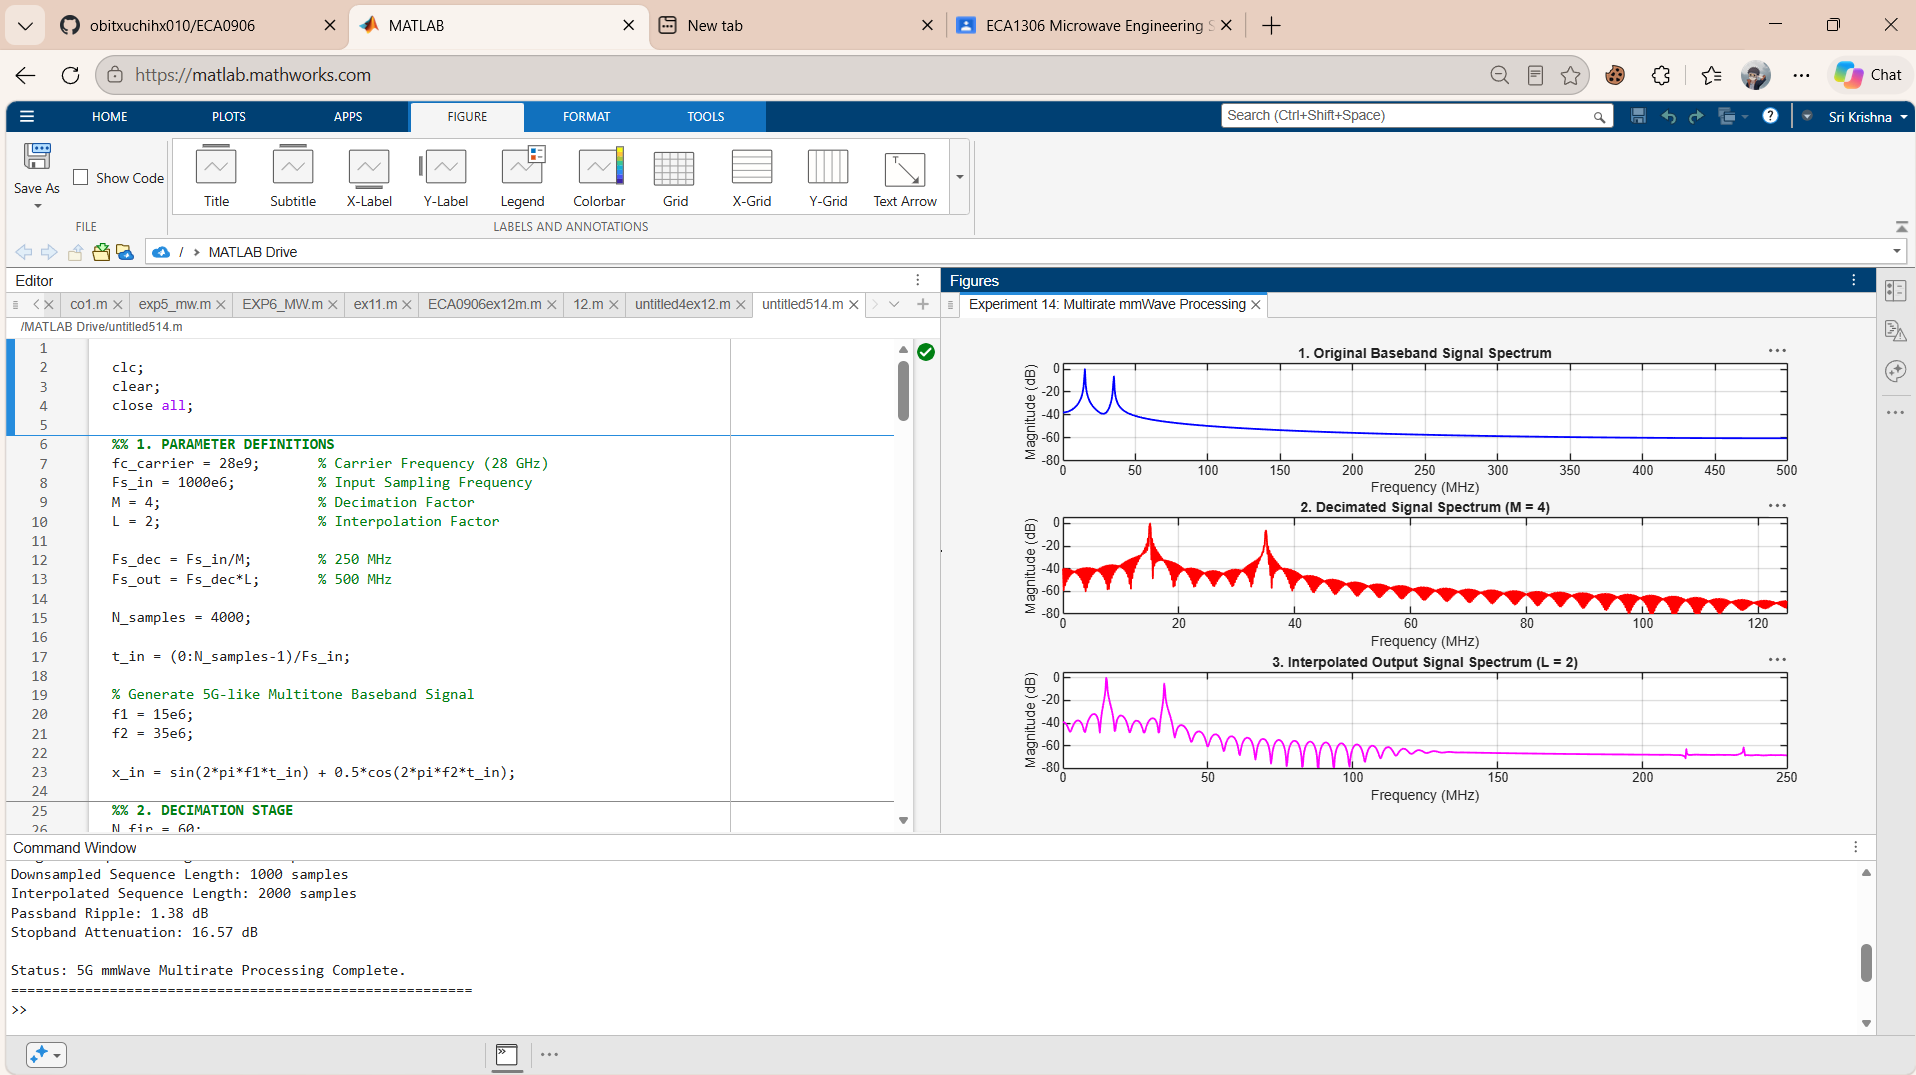 obitxuchihx010/ECA0906
MATLAB
New tab
ECA1306 Microwave Engineering
https://matlab.mathworks.com
Chat
HOME
PLOTS
APPS
FIGURE
FORMAT
TOOLS
Search (Ctrl+Shift+Space)
Sri Krishna
Save As
Show Code
Title
Subtitle
X-Label
Y-Label
Legend
Colorbar
Grid
X-Grid
Y-Grid
Text Arrow
FILE
LABELS AND ANNOTATIONS
/ > MATLAB Drive
Editor
co1.m
exp5_mw.m
EXP6_MW.m
ex11.m
ECA0906ex12m.m
12.m
untitled4ex12.m
untitled514.m
/MATLAB Drive/untitled514.m
1
2 clc;
3 clear;
4 close all;
5
6 %% 1. PARAMETER DEFINITIONS
7 fc_carrier = 28e9; % Carrier Frequency (28 GHz)
8 Fs_in = 1000e6; % Input Sampling Frequency
9 M = 4; % Decimation Factor
10 L = 2; % Interpolation Factor
11
12 Fs_dec = Fs_in/M; % 250 MHz
13 Fs_out = Fs_dec*L; % 500 MHz
14
15 N_samples = 4000;
16
17 t_in = (0:N_samples-1)/Fs_in;
18
19 % Generate 5G-like Multitone Baseband Signal
20 f1 = 15e6;
21 f2 = 35e6;
22
23 x_in = sin(2*pi*f1*t_in) + 0.5*cos(2*pi*f2*t_in);
24
25 %% 2. DECIMATION STAGE
26 N_fir = 60;
Figures
Experiment 14: Multirate mmWave Processing
1. Original Baseband Signal Spectrum
Magnitude (dB)
0
-20
-40
-60
-80
0 50 100 150 200 250 300 350 400 450 500
Frequency (MHz)
2. Decimated Signal Spectrum (M = 4)
Magnitude (dB)
0
-20
-40
-60
-80
0 20 40 60 80 100 120
Frequency (MHz)
3. Interpolated Output Signal Spectrum (L = 2)
Magnitude (dB)
0
-20
-40
-60
-80
0 50 100 150 200 250
Frequency (MHz)
Command Window
Downsampled Sequence Length: 1000 samples
Interpolated Sequence Length: 2000 samples
Passband Ripple: 1.38 dB
Stopband Attenuation: 16.57 dB
Status: 5G mmWave Multirate Processing Complete.
========================================================
>>